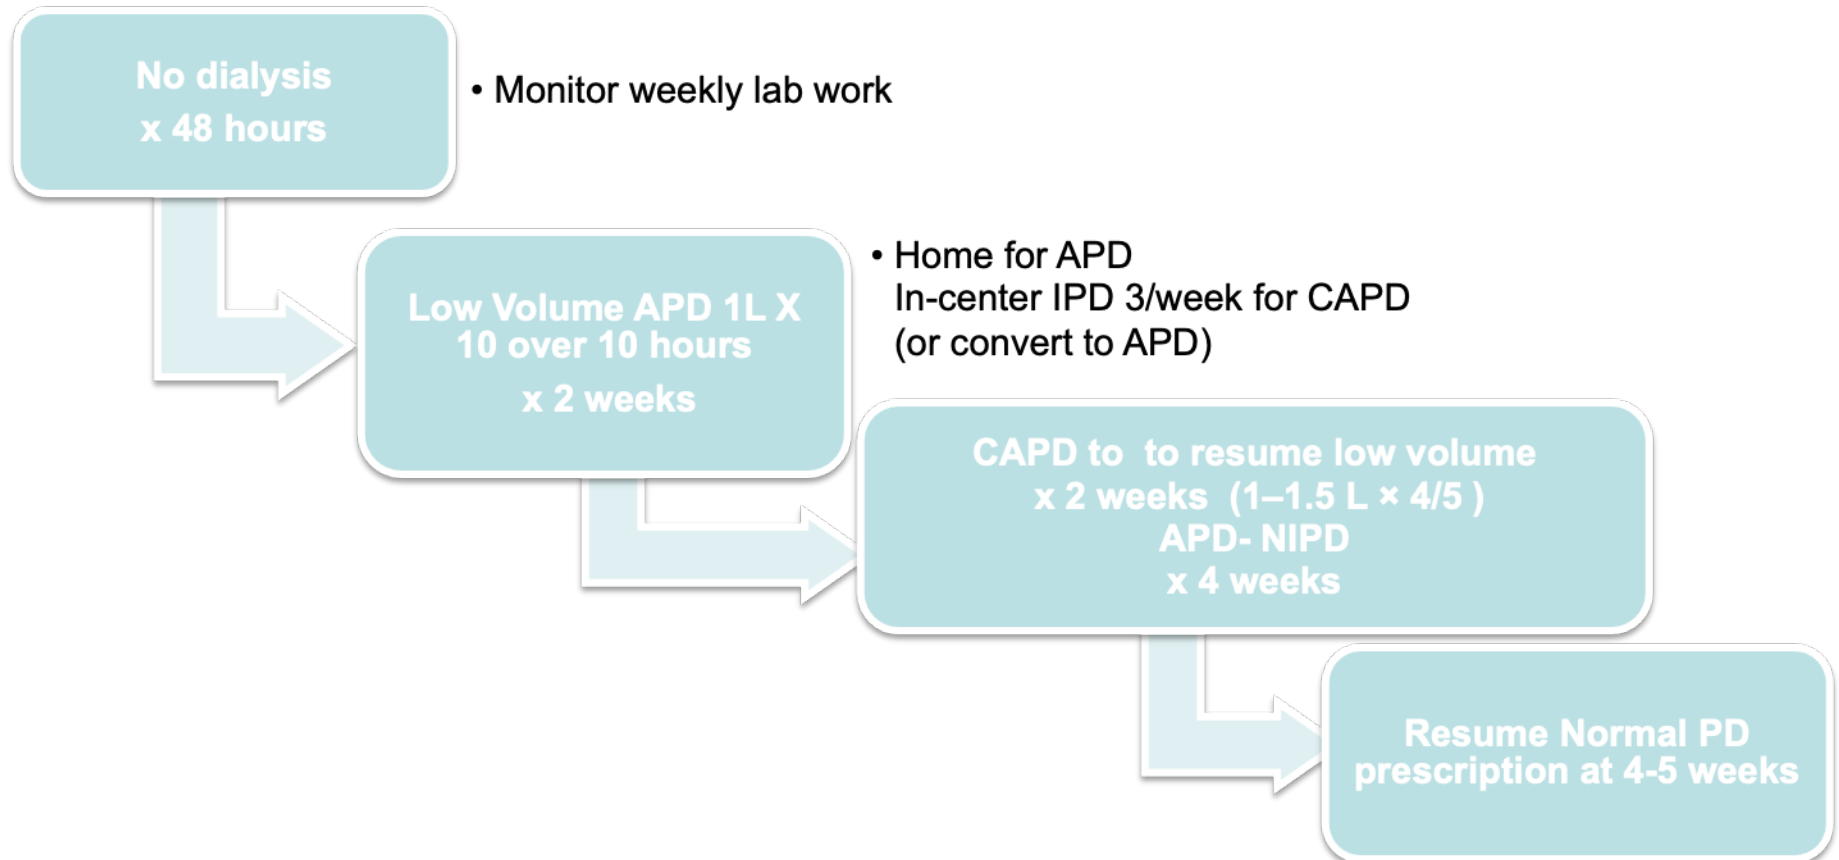 No dialysis
x 48 hours
• Monitor weekly lab work
Low Volume APD 1L X
10 over 10 hours
x 2 weeks
• Home for APD
In-center IPD 3/week for CAPD
(or convert to APD)
CAPD to  to resume low volume
x 2 weeks  (1–1.5 L × 4/5 )
APD- NIPD
x 4 weeks
Resume Normal PD
prescription at 4-5 weeks